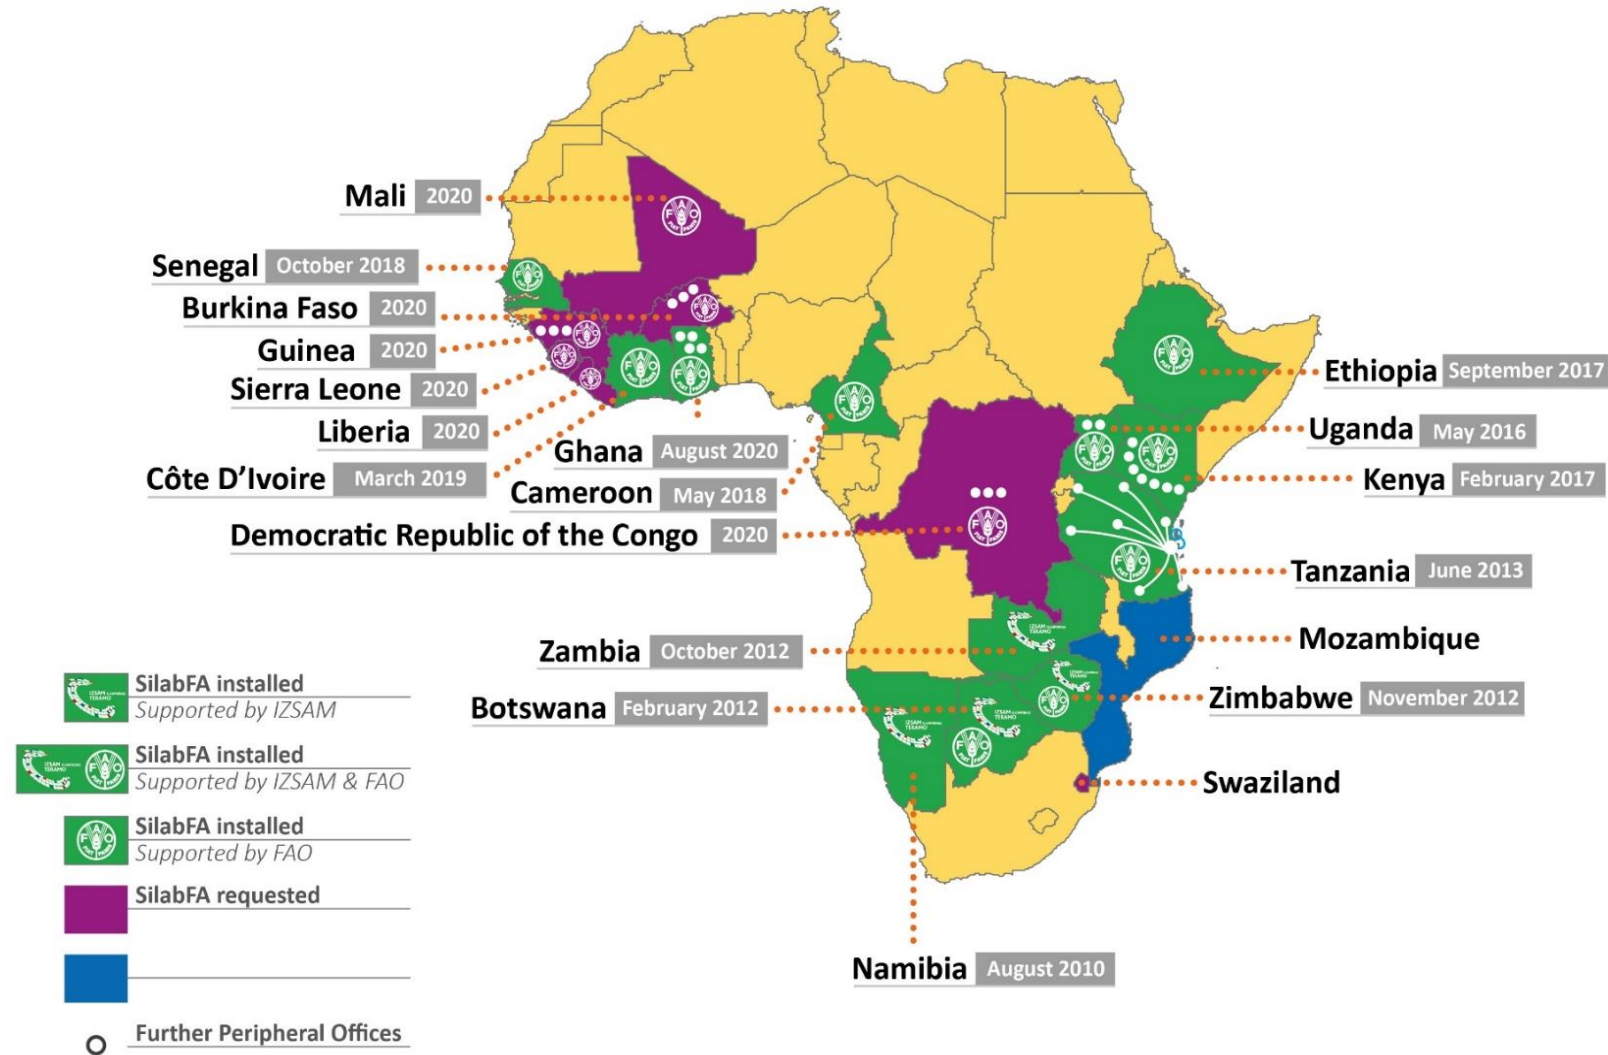 Mali 2020
Senegal October 2018
Burkina Faso 2020
Guinea 2020
Sierra Leone 2020
Liberia 2020
Côte D'Ivoire March 2019
Ghana August 2020
Cameroon May 2018
Democratic Republic of the Congo 2020
Ethiopia September 2017
Uganda May 2016
Kenya February 2017
Tanzania June 2013
Mozambique
Zambia October 2012
Botswana February 2012
Zimbabwe November 2012
Swaziland
Namibia August 2010
SilabFA installed
Supported by IZSAM
SilabFA installed
Supported by IZSAM & FAO
SilabFA installed
Supported by FAO
SilabFA requested
Further Peripheral Offices